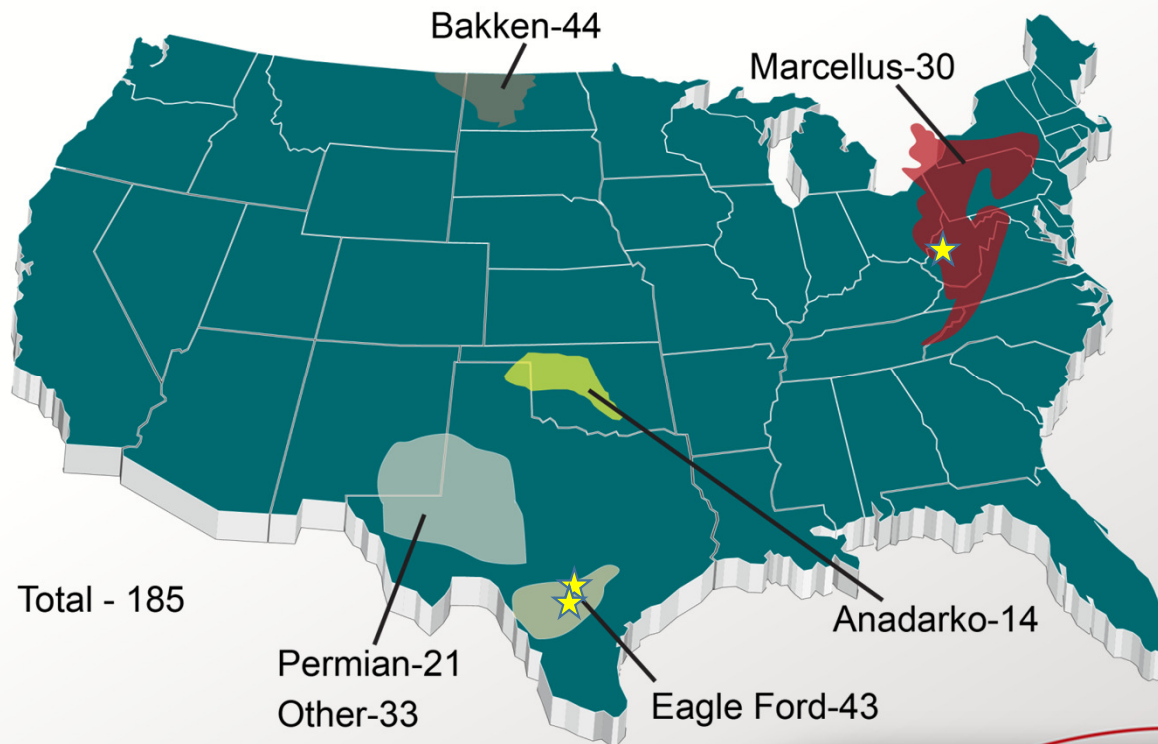 Bakken-44
Marcellus-30
Total - 185
Anadarko-14
Permian-21
Other-33
Eagle Ford-43